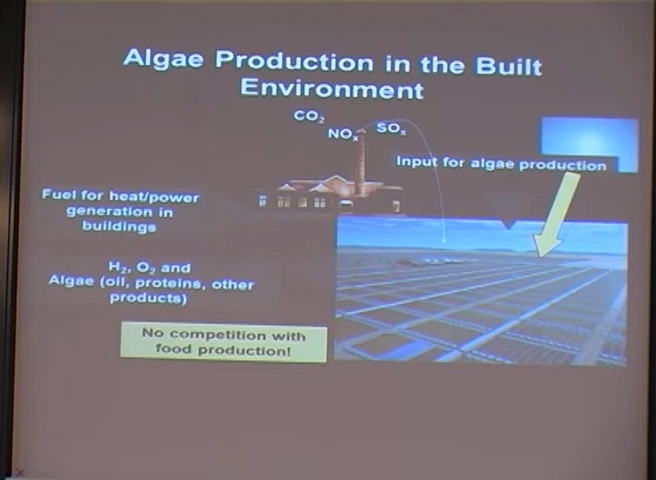 Algae Production in the Built
Environment
CO₂
NOₓ
SOₓ
Input for algae production
Fuel for heat/power
generation in
buildings
H₂, O₂ and
Algae (oil, proteins, other
products)
No competition with
food production!